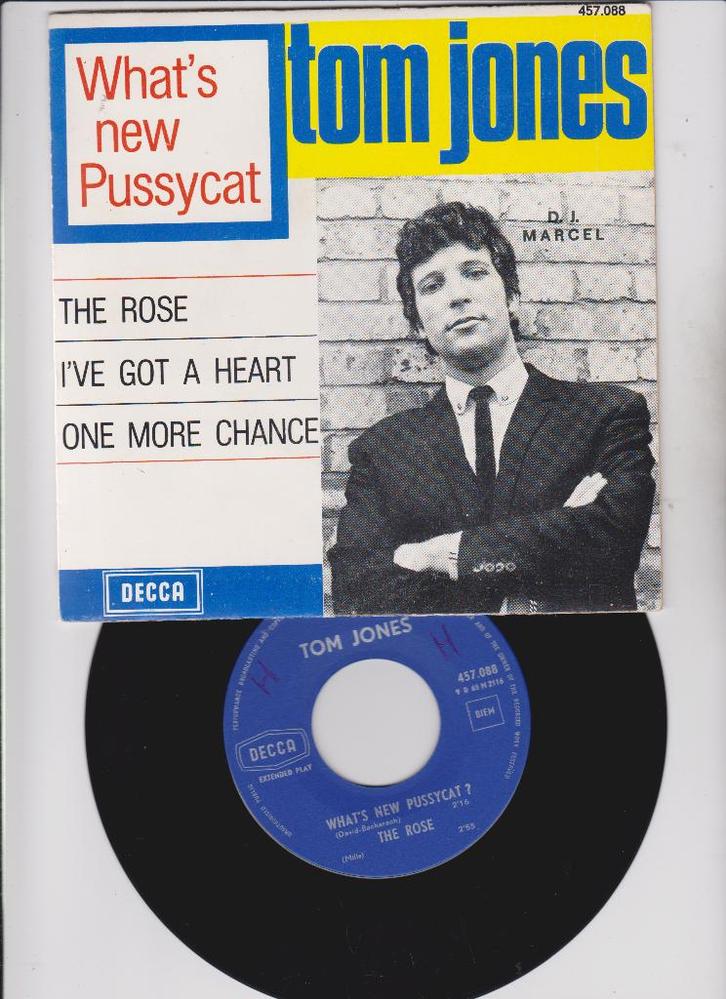 457.088
What's
new
Pussycat
tom jones
D.J.
MARCEL
THE ROSE
I'VE GOT A HEART
ONE MORE CHANCE
DECCA
TOM JONES
H
H
457.088
BIEM
DECCA
EXTENDED PLAY
WHAT'S NEW PUSSYCAT ?
2'16
(David-Bacharach)
THE ROSE
2'55
(Mills)